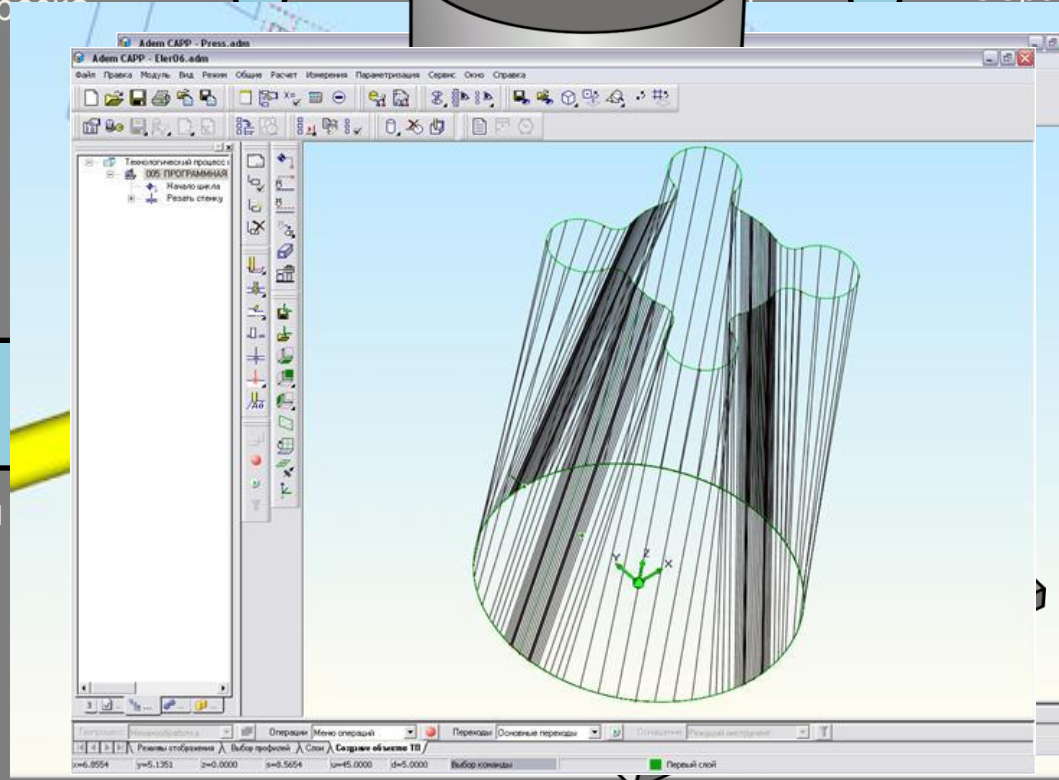 Adem CAPP - Press.adm
Adem CAPP - Eler06.adm
Файл Правка Модуль Вид Режим Общие Расчет Измерения Параметризация Сервис Окно Справка
Технологический процесс
005 ПРОГРАММНАЯ
Начало цикла
Резать стенку
Z
Y X
Операции Меню операций Переходы Основные переходы Оснащение Режущий инструмент
Режимы отображения Выбор профилей Слои Создание объектов ТП
x=6.8554 y=5.1351 z=0.0000 s=8.5654 u=45.0000 d=5.0000 Выбор команды Первый слой